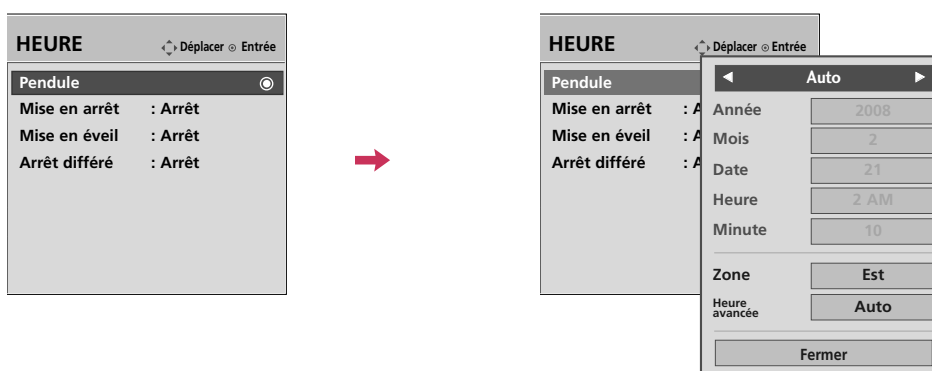 HEURE Déplacer Entrée
Pendule
Mise en arrêt : Arrêt
Mise en éveil : Arrêt
Arrêt différé : Arrêt
HEURE Déplacer Entrée
Pendule
Mise en arrêt : A
Mise en éveil : A
Arrêt différé : A
Auto
Année 2008
Mois 2
Date 21
Heure 2 AM
Minute 10
Zone Est
Heure
avancée Auto
Fermer